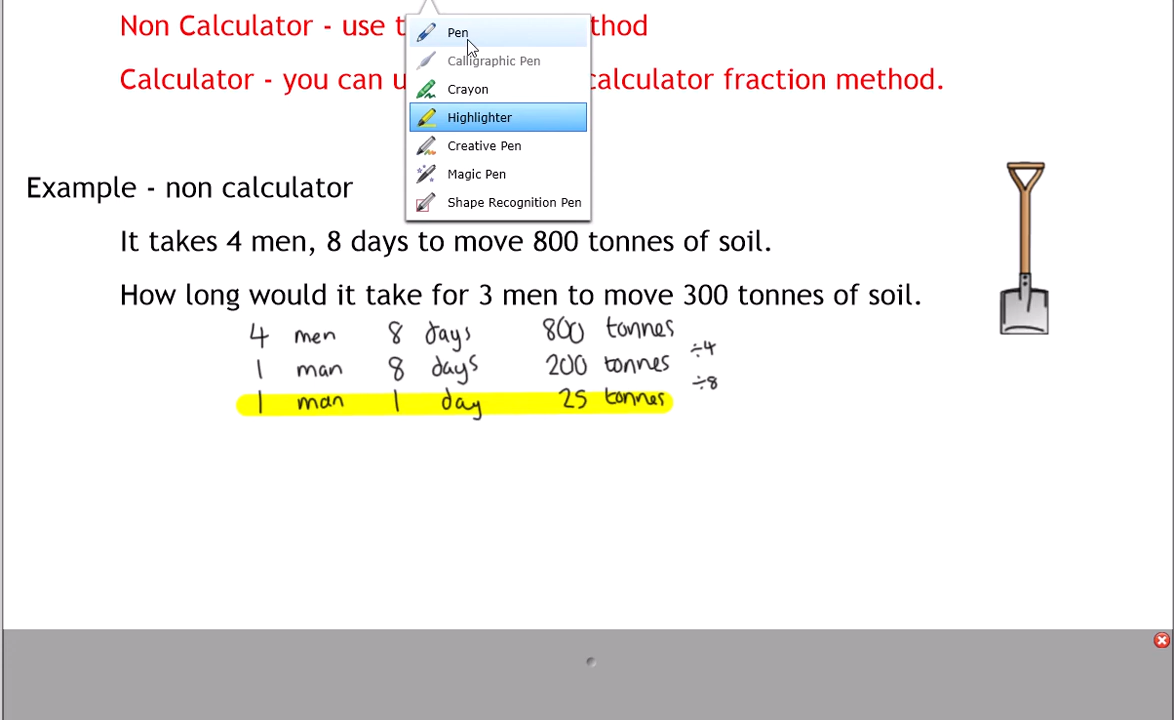 Non Calculator - use t thod
Calculator - you can u calculator fraction method.
Pen
Calligraphic Pen
Crayon
Highlighter
Creative Pen
Magic Pen
Shape Recognition Pen
Example - non calculator
It takes 4 men, 8 days to move 800 tonnes of soil.
How long would it take for 3 men to move 300 tonnes of soil.
4 men 8 days 800 tonnes
÷4
1 man 8 days 200 tonnes
÷8
1 man 1 day 25 tonnes